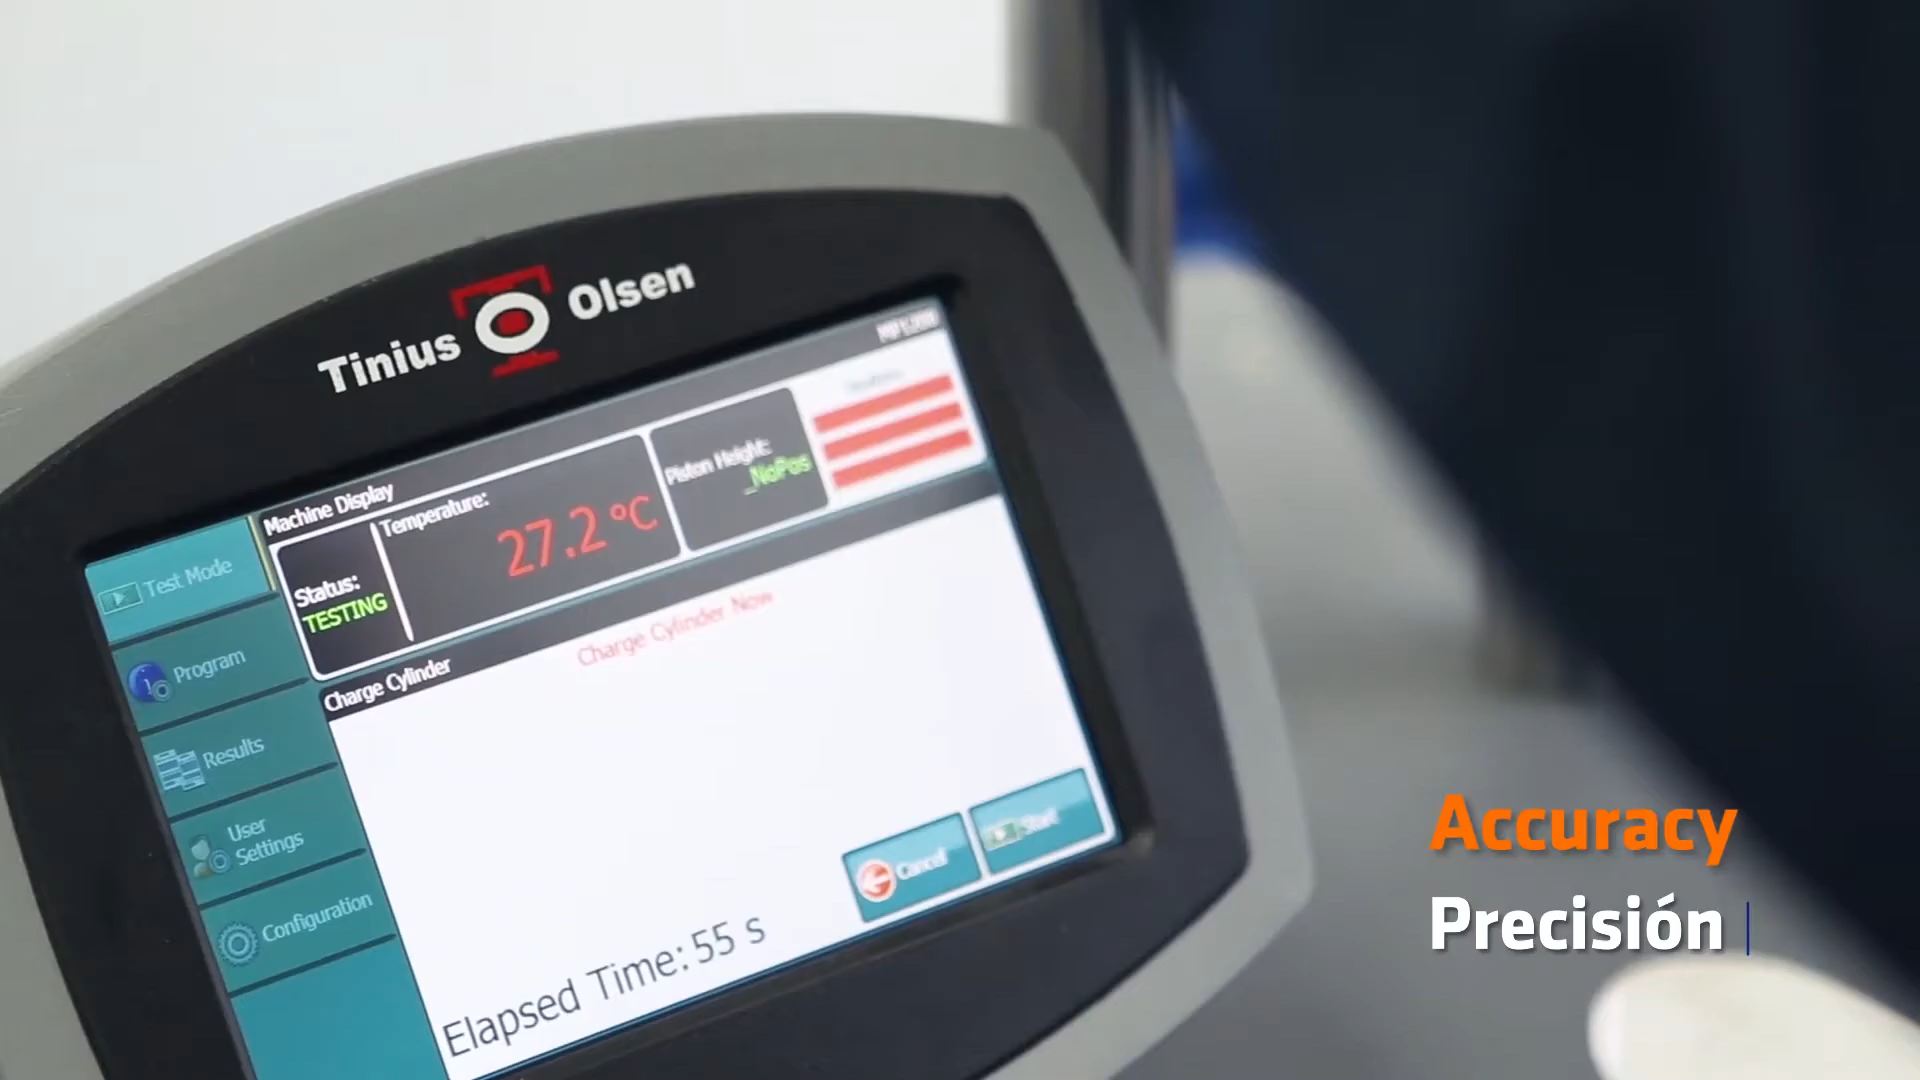 Tinius Olsen
Machine Display
Status:
TESTING
Temperature:
27.2 °C
Piston Height:
_NoPos
Test Mode
Program
Results
User
Settings
Configuration
Charge Cylinder
Charge Cylinder Now
Cancel
Start
Elapsed Time: 55 s
Accuracy
Precisión